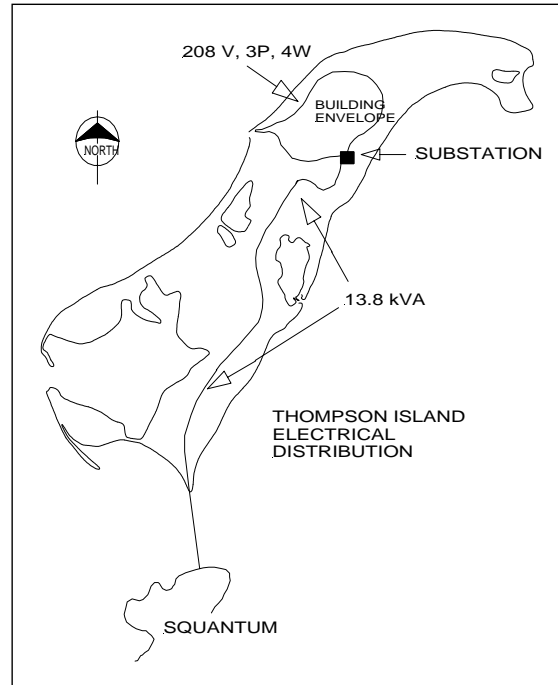 208 V, 3P, 4W
BUILDING
ENVELOPE
NORTH
SUBSTATION
13.8 kVA
THOMPSON ISLAND
ELECTRICAL
DISTRIBUTION
SQUANTUM